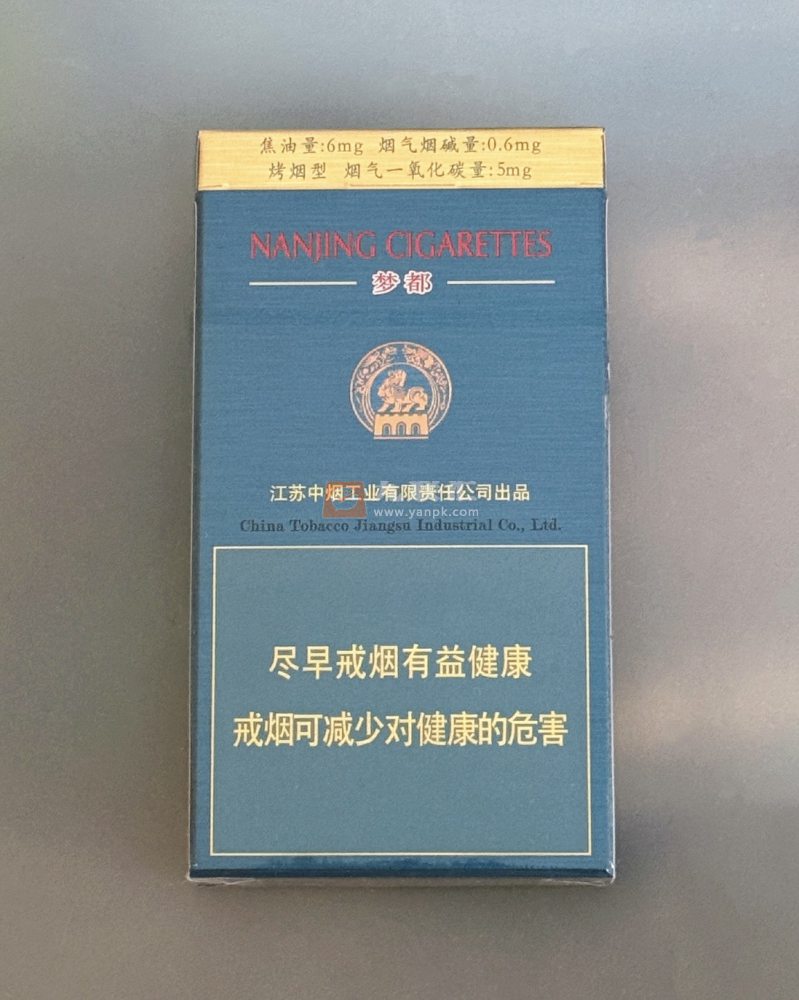 焦油量:6mg 烟气烟碱量:0.6mg
烤烟型 烟气一氧化碳量:5mg
NANJING CIGARETTES
梦都
江苏中烟工业有限责任公司出品
www.yanpk.com
China Tobacco Jiangsu Industrial Co., Ltd.
尽早戒烟有益健康
戒烟可减少对健康的危害